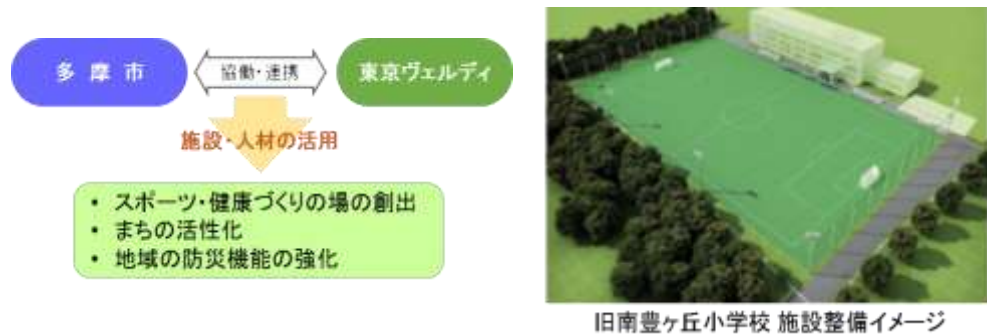 多摩市
協働・連携
東京ヴェルディ
施設・人材の活用
• スポーツ・健康づくりの場の創出
• まちの活性化
• 地域の防災機能の強化
旧南豊ヶ丘小学校 施設整備イメージ